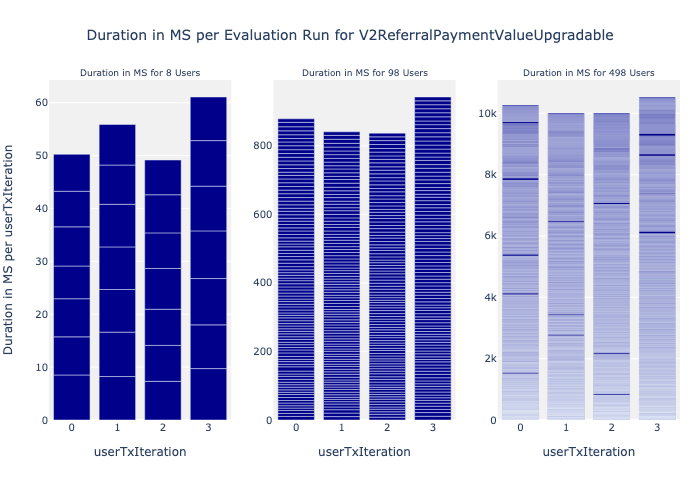 Duration in MS per Evaluation Run for V2ReferralPaymentValueUpgradable
Duration in MS per userTxIteration
Duration in MS for 8 Users
60
50
40
30
20
10
0
0 1 2 3
userTxIteration
Duration in MS for 98 Users
800
600
400
200
0
0 1 2 3
userTxIteration
Duration in MS for 498 Users
10k
8k
6k
4k
2k
0
0 1 2 3
userTxIteration